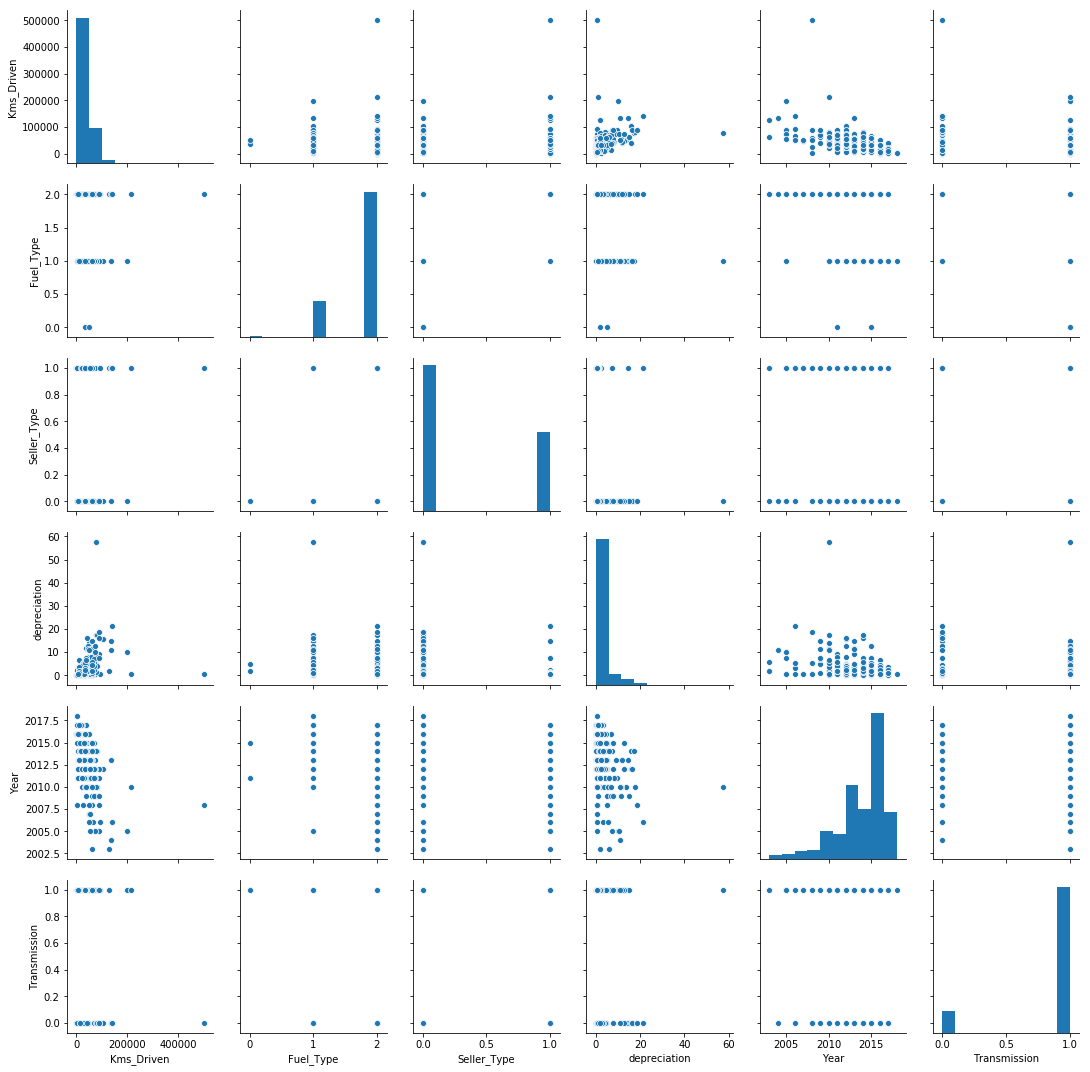 500000
400000
300000
200000
100000
0
Kms_Driven
2.0
1.5
1.0
0.5
0.0
Fuel_Type
1.0
0.8
0.6
0.4
0.2
0.0
Seller_Type
60
50
40
30
20
10
0
depreciation
2017.5
2015.0
2012.5
2010.0
2007.5
2005.0
2002.5
Year
1.0
0.8
0.6
0.4
0.2
0.0
Transmission
0 200000 400000
0 1 2
0.0 0.5 1.0
0 20 40 60
2005 2010 2015
0.0 0.5 1.0
Kms_Driven Fuel_Type Seller_Type depreciation Year Transmission